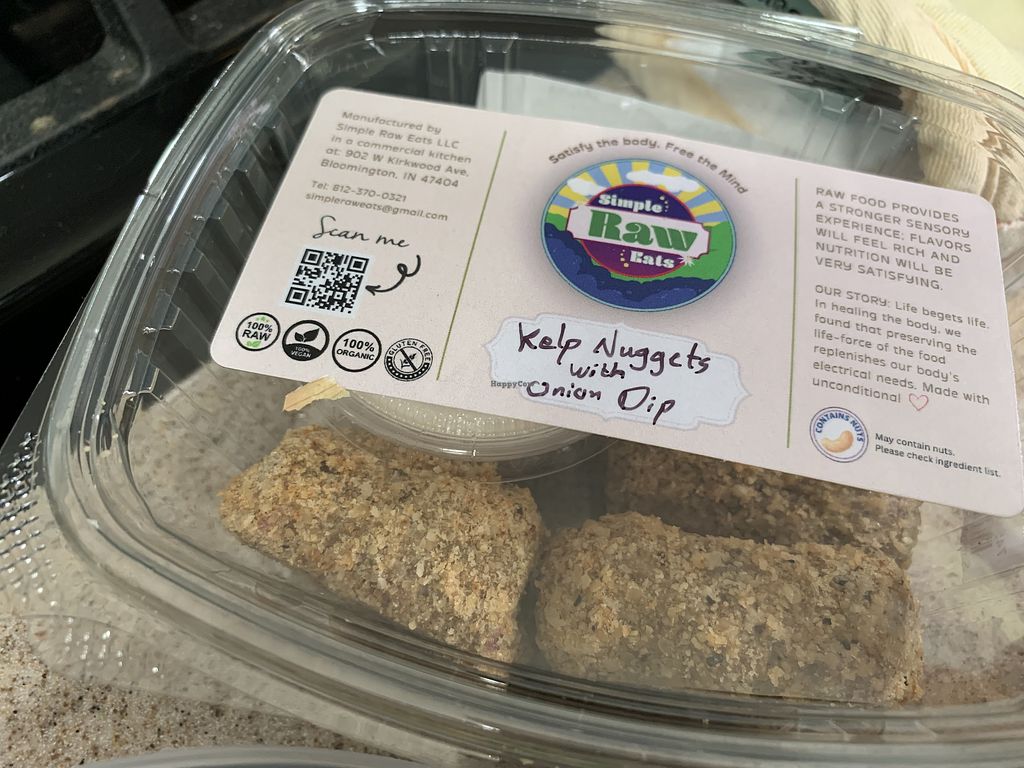 Manufactured by
Simple Raw Eats LLC
in a commercial kitchen
at: 902 W Kirkwood Ave,
Bloomington, IN 47404
Tel: 812-370-0321
simpleraweats@gmail.com
Scan me
100%
RAW
100%
VEGAN
100%
ORGANIC
GLUTEN FREE
Satisfy the body. Free the Mind
Simple
Raw
Eats
Kelp Nuggets
with
Onion Dip
HappyCow
RAW FOOD PROVIDES
A STRONGER SENSORY
EXPERIENCE; FLAVORS
WILL FEEL RICH AND
NUTRITION WILL BE
VERY SATISFYING.
OUR STORY: Life begets life.
In healing the body, we
found that preserving the
life-force of the food
replenishes our body's
electrical needs. Made with
unconditional
CONTAINS NUTS
May contain nuts.
Please check ingredient list.